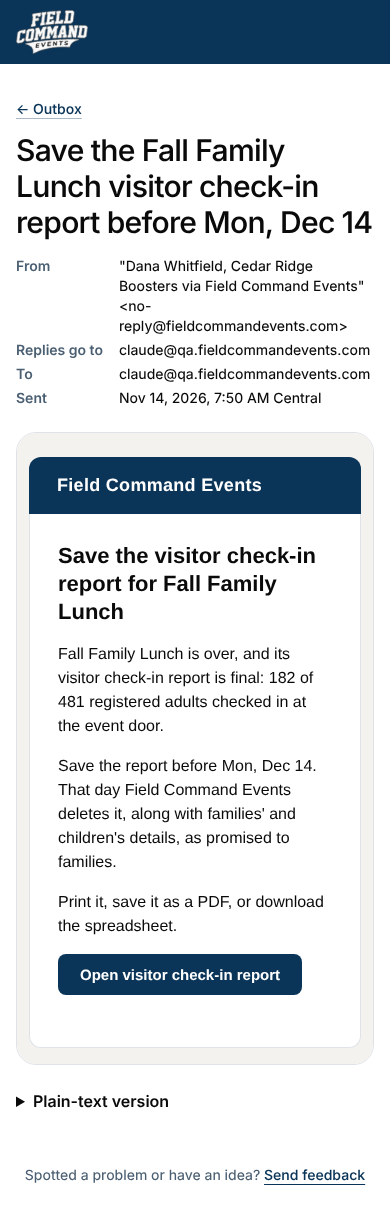 FIELD
COMMAND
EVENTS
← Outbox
Save the Fall Family
Lunch visitor check-in
report before Mon, Dec 14
From
"Dana Whitfield, Cedar Ridge
Boosters via Field Command Events"
<no-
reply@fieldcommandevents.com>
Replies go to
claude@qa.fieldcommandevents.com
To
claude@qa.fieldcommandevents.com
Sent
Nov 14, 2026, 7:50 AM Central
Field Command Events
Save the visitor check-in
report for Fall Family
Lunch
Fall Family Lunch is over, and its
visitor check-in report is final: 182 of
481 registered adults checked in at
the event door.
Save the report before Mon, Dec 14.
That day Field Command Events
deletes it, along with families' and
children's details, as promised to
families.
Print it, save it as a PDF, or download
the spreadsheet.
Open visitor check-in report
▶ Plain-text version
Spotted a problem or have an idea? Send feedback